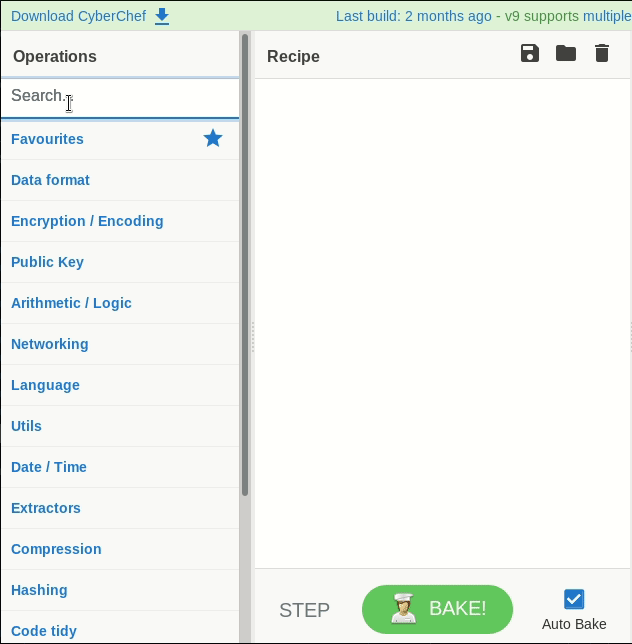 Download CyberChef
Last build: 2 months ago - v9 supports multiple
Operations
Recipe
Search..
Favourites
Data format
Encryption / Encoding
Public Key
Arithmetic / Logic
Networking
Language
Utils
Date / Time
Extractors
Compression
Hashing
Code tidy
STEP
BAKE!
Auto Bake